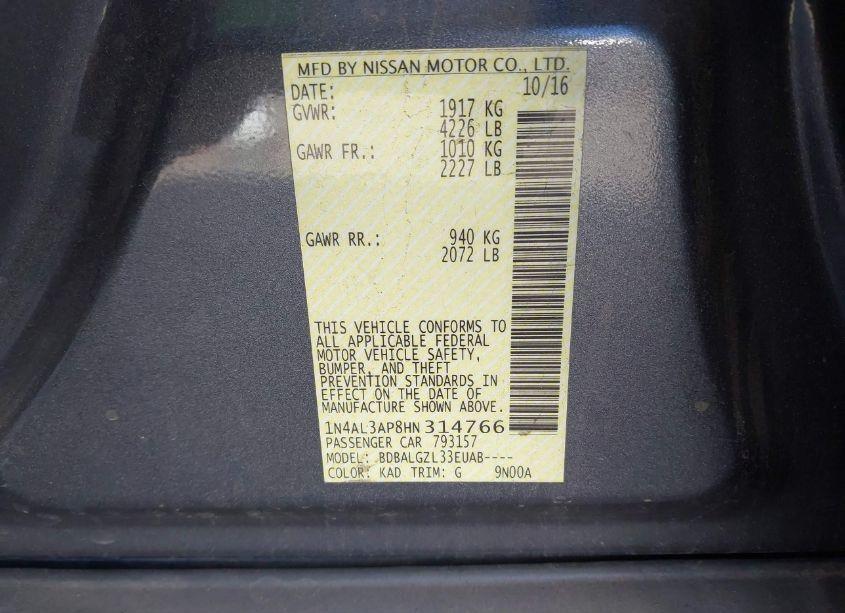 MFD BY NISSAN MOTOR CO., LTD.
DATE: 10/16
GVWR: 1917 KG
4226 LB
GAWR FR.: 1010 KG
2227 LB
GAWR RR.: 940 KG
2072 LB
THIS VEHICLE CONFORMS TO
ALL APPLICABLE FEDERAL
MOTOR VEHICLE SAFETY,
BUMPER, AND THEFT
PREVENTION STANDARDS IN
EFFECT ON THE DATE OF
MANUFACTURE SHOWN ABOVE.
1N4AL3AP8HN314766
PASSENGER CAR 793157
MODEL: BDBALGZL33EUAB----
COLOR: KAD TRIM: G 9N00A